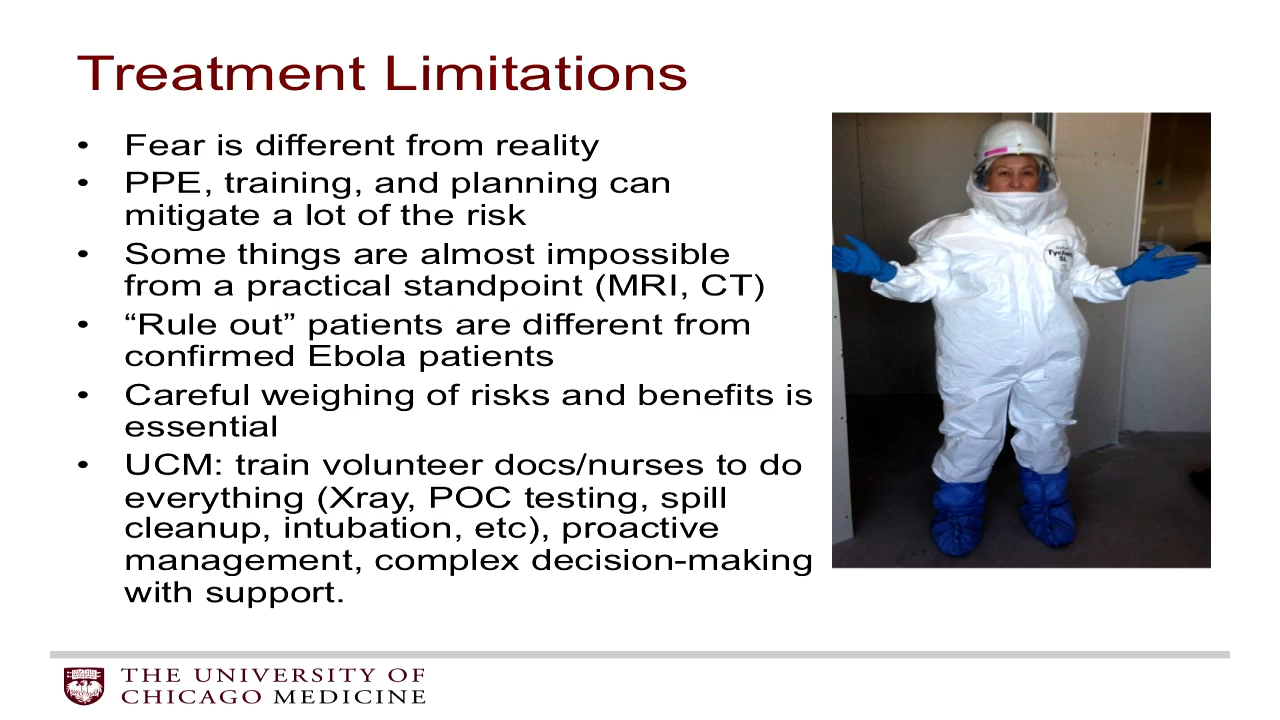 Treatment Limitations
• Fear is different from reality
• PPE, training, and planning can
mitigate a lot of the risk
• Some things are almost impossible
from a practical standpoint (MRI, CT)
• “Rule out” patients are different from
confirmed Ebola patients
• Careful weighing of risks and benefits is
essential
• UCM: train volunteer docs/nurses to do
everything (Xray, POC testing, spill
cleanup, intubation, etc), proactive
management, complex decision-making
with support.
THE UNIVERSITY OF
CHICAGO MEDICINE